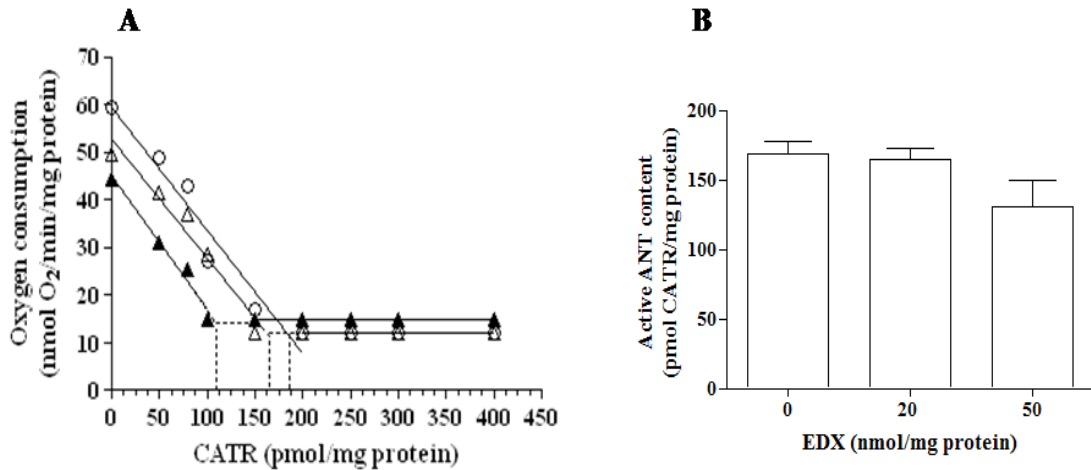 A
Oxygen consumption
(nmol O2/min/mg protein)
70
60
50
40
30
20
10
0
0 50 100 150 200 250 300 350 400 450
CATR (pmol/mg protein)
B
Active ANT content
(pmol CATR/mg protein)
200
150
100
50
0
0 20 50
EDX (nmol/mg protein)